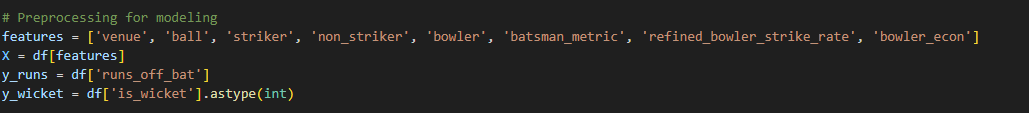 # Preprocessing for modeling
features = ['venue', 'ball', 'striker', 'non_striker', 'bowler', 'batsman_metric', 'refined_bowler_strike_rate', 'bowler_econ']
X = df[features]
y_runs = df['runs_off_bat']
y_wicket = df['is_wicket'].astype(int)